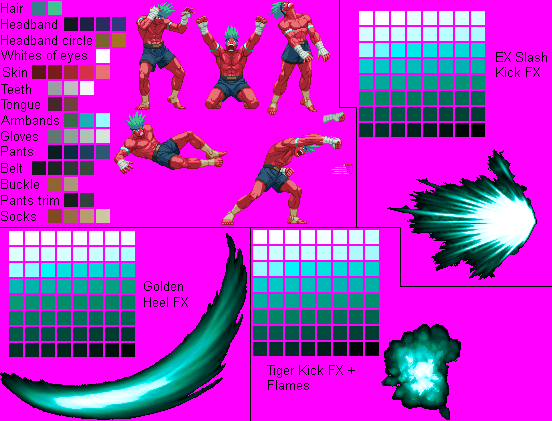 Hair
Headband
Headband circle
Whites of eyes
Skin
Teeth
Tongue
Armbands
Gloves
Pants
Belt
Buckle
Pants trim
Socks
EX Slash
Kick FX
Golden
Heel FX
Tiger Kick FX +
Flames